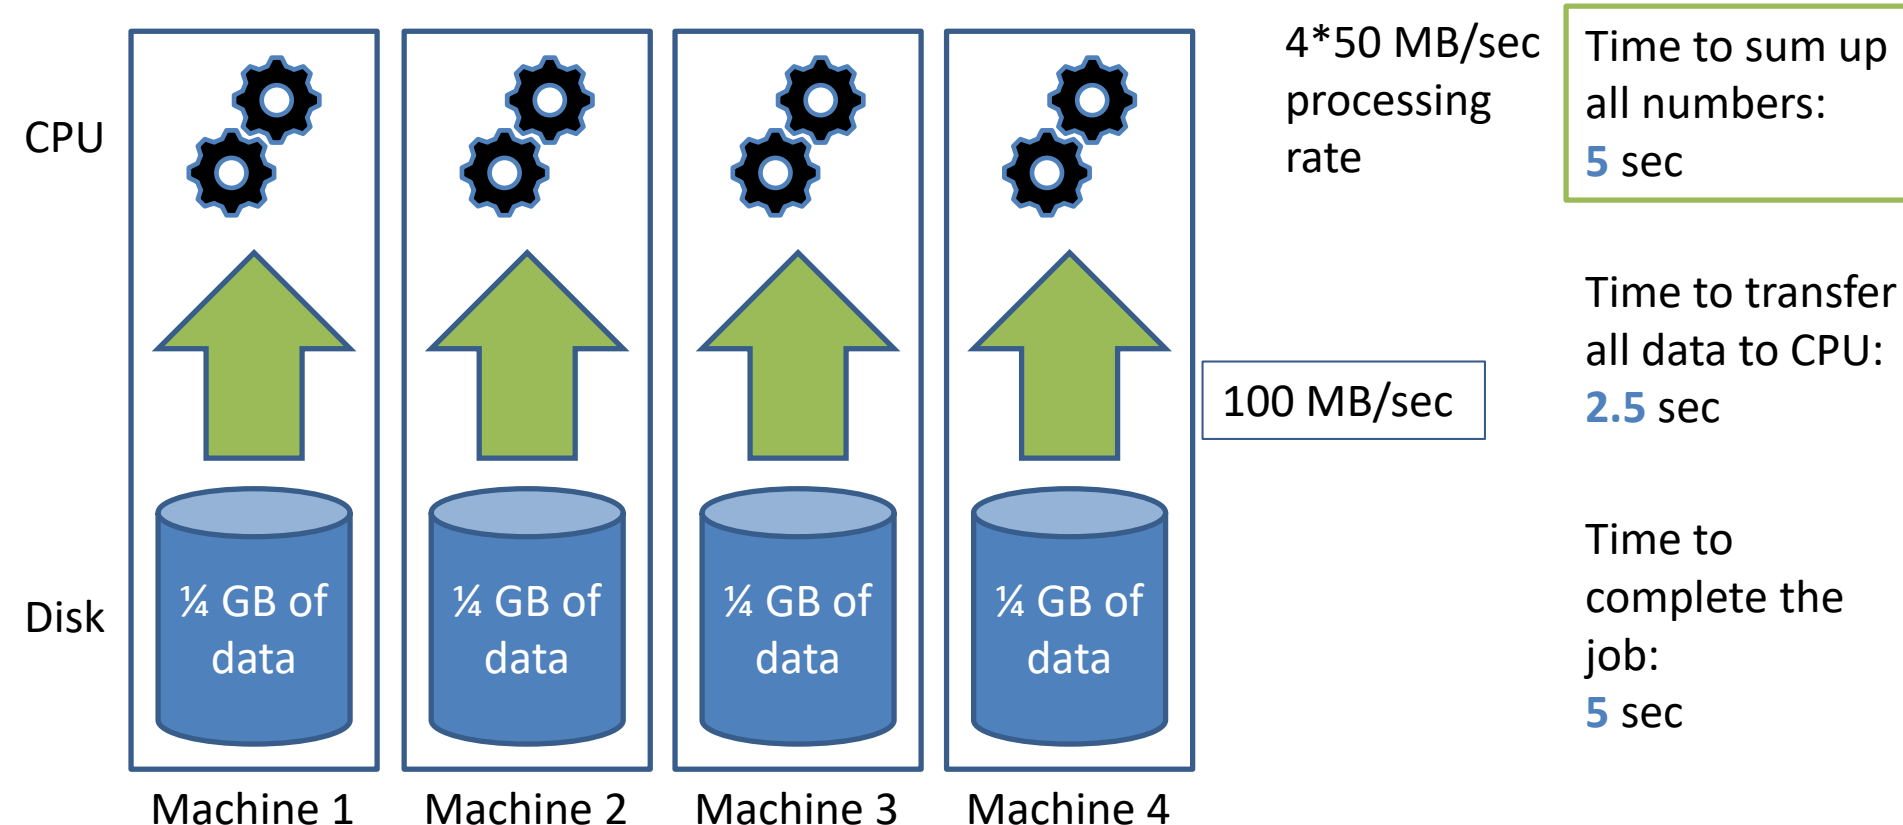 CPU
4*50 MB/sec
processing
rate
Time to sum up
all numbers:
5 sec
Time to transfer
all data to CPU:
2.5 sec
100 MB/sec
Disk
¼ GB of
data
¼ GB of
data
¼ GB of
data
¼ GB of
data
Time to
complete the
job:
5 sec
Machine 1
Machine 2
Machine 3
Machine 4